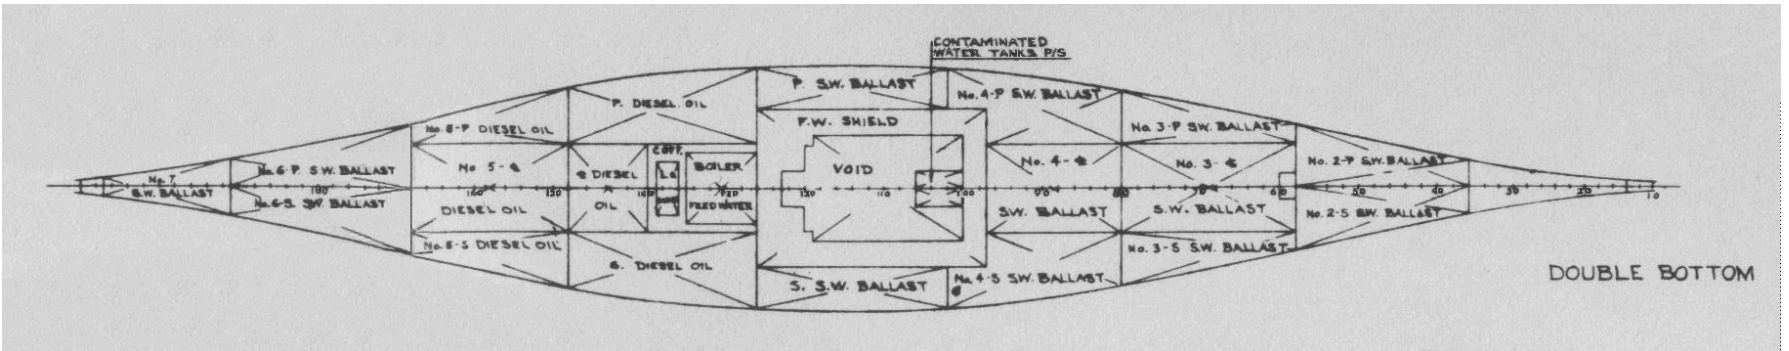 CONTAMINATED
WATER TANKS P/S
P. S.W. BALLAST
P. DIESEL OIL
No. 4-P S.W. BALLAST
F.W. SHIELD
No. 5-P DIESEL OIL
No. 3-P S.W. BALLAST
COFF.
No. 5-℄
℄ DIESEL
OIL
BOILER
FEED WATER
VOID
No. 4-℄
No. 3-℄
No. 2-P S.W. BALLAST
No. 6-P. S.W. BALLAST
No. 7
S.W. BALLAST
180 160 150 140 130 120 110 100 90 80 70 60 50 40 30 20 10
No. 6-S. S.W. BALLAST
DIESEL OIL
S.W. BALLAST
S.W. BALLAST
No. 2-S S.W. BALLAST
No. 5-S DIESEL OIL
No. 3-S S.W. BALLAST
S. DIESEL OIL
S. S.W. BALLAST
No. 4-S S.W. BALLAST
DOUBLE BOTTOM